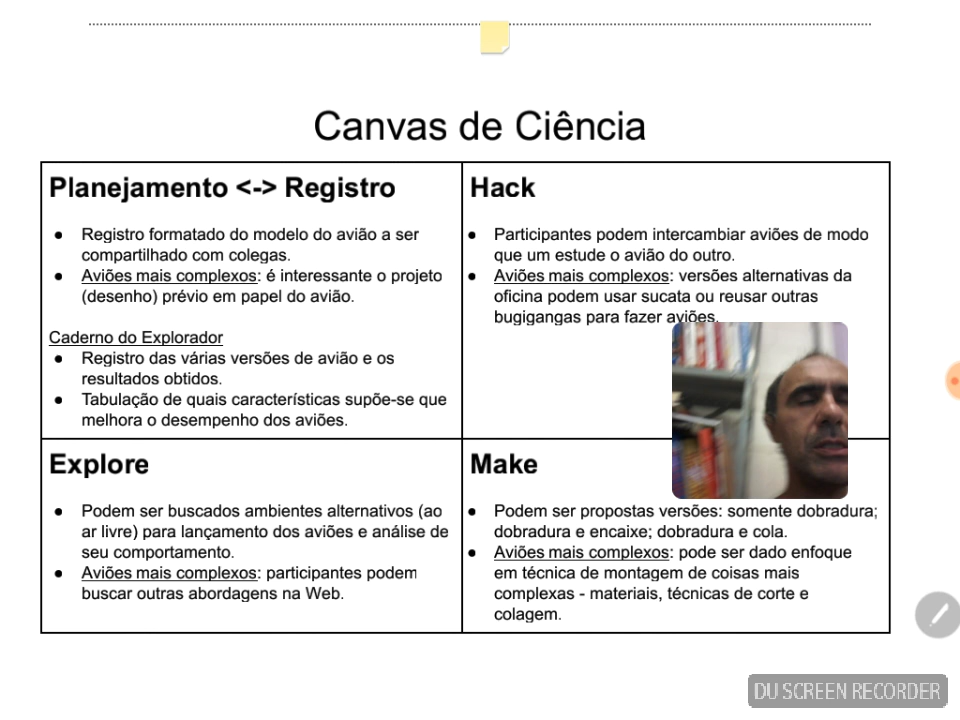 Canvas de Ciência
Planejamento <-> Registro
● Registro formatado do modelo do avião a ser
compartilhado com colegas.
● Aviões mais complexos: é interessante o projeto
(desenho) prévio em papel do avião.
Caderno do Explorador
● Registro das várias versões de avião e os
resultados obtidos.
● Tabulação de quais características supõe-se que
melhora o desempenho dos aviões.
Hack
● Participantes podem intercambiar aviões de modo
que um estude o avião do outro.
● Aviões mais complexos: versões alternativas da
oficina podem usar sucata ou reusar outras
bugigangas para fazer aviões.
Explore
● Podem ser buscados ambientes alternativos (ao
ar livre) para lançamento dos aviões e análise de
seu comportamento.
● Aviões mais complexos: participantes podem
buscar outras abordagens na Web.
Make
● Podem ser propostas versões: somente dobradura;
dobradura e encaixe; dobradura e cola.
● Aviões mais complexos: pode ser dado enfoque
em técnica de montagem de coisas mais
complexas - materiais, técnicas de corte e
colagem.
DU SCREEN RECORDER